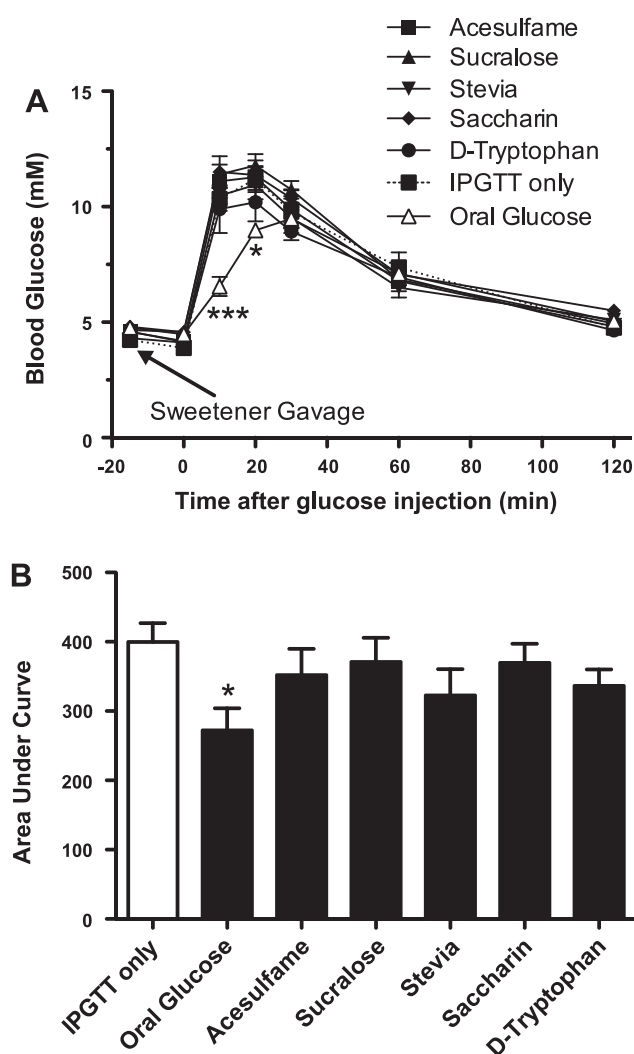 Acesulfame
Sucralose
Stevia
Saccharin
D-Tryptophan
IPGTT only
Oral Glucose
A
15
10
5
0
Blood Glucose (mM)
***
*
Sweetener Gavage
-20 0 20 40 60 80 100 120
Time after glucose injection (min)
B
500
400
300
200
100
0
Area Under Curve
*
IPGTT only
Oral Glucose
Acesulfame
Sucralose
Stevia
Saccharin
D-Tryptophan